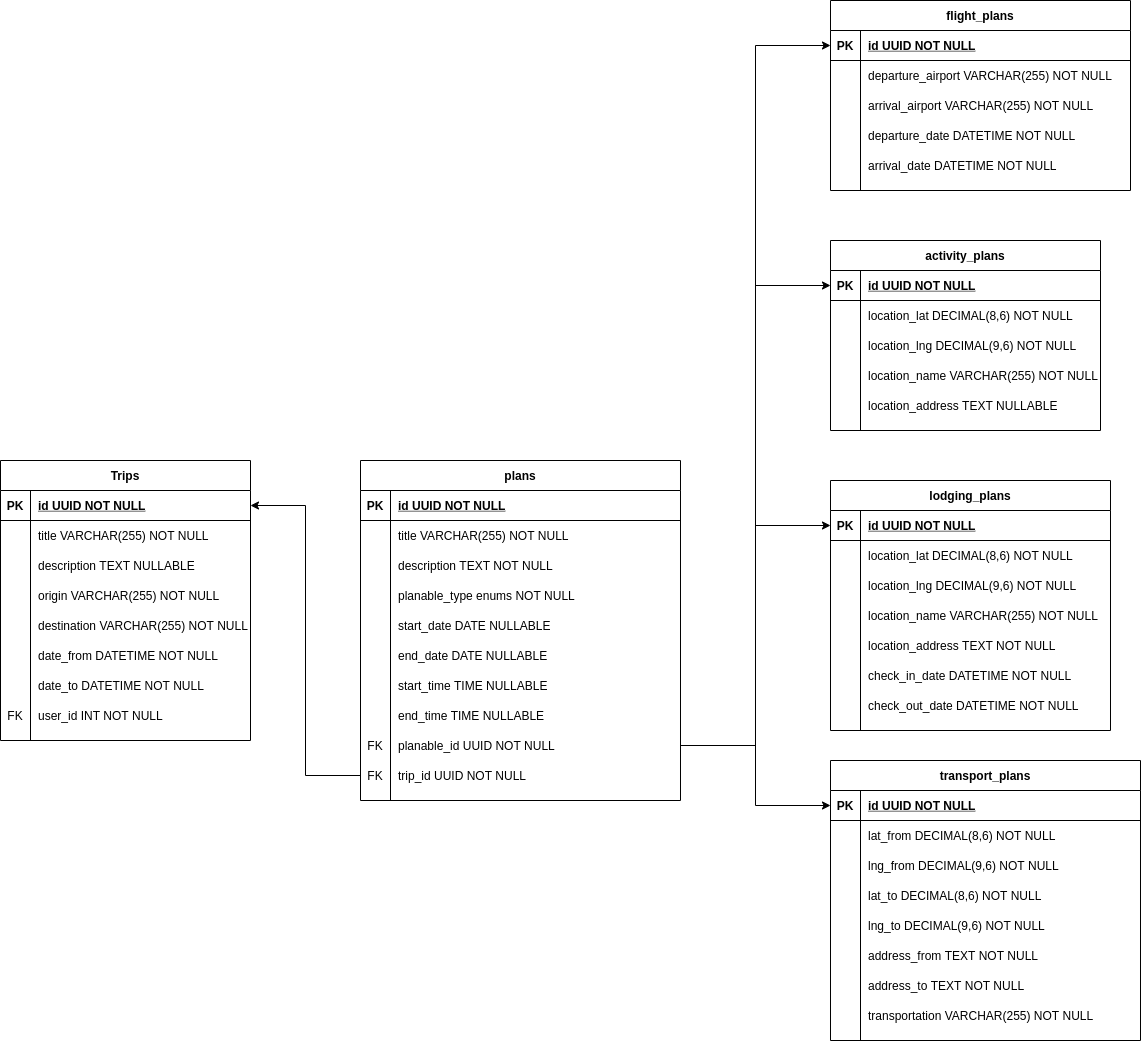 flight_plans
PK id UUID NOT NULL
departure_airport VARCHAR(255) NOT NULL
arrival_airport VARCHAR(255) NOT NULL
departure_date DATETIME NOT NULL
arrival_date DATETIME NOT NULL
activity_plans
PK id UUID NOT NULL
location_lat DECIMAL(8,6) NOT NULL
location_lng DECIMAL(9,6) NOT NULL
location_name VARCHAR(255) NOT NULL
location_address TEXT NULLABLE
Trips
PK id UUID NOT NULL
title VARCHAR(255) NOT NULL
description TEXT NULLABLE
origin VARCHAR(255) NOT NULL
destination VARCHAR(255) NOT NULL
date_from DATETIME NOT NULL
date_to DATETIME NOT NULL
FK user_id INT NOT NULL
plans
PK id UUID NOT NULL
title VARCHAR(255) NOT NULL
description TEXT NOT NULL
planable_type enums NOT NULL
start_date DATE NULLABLE
end_date DATE NULLABLE
start_time TIME NULLABLE
end_time TIME NULLABLE
FK planable_id UUID NOT NULL
FK trip_id UUID NOT NULL
lodging_plans
PK id UUID NOT NULL
location_lat DECIMAL(8,6) NOT NULL
location_lng DECIMAL(9,6) NOT NULL
location_name VARCHAR(255) NOT NULL
location_address TEXT NOT NULL
check_in_date DATETIME NOT NULL
check_out_date DATETIME NOT NULL
transport_plans
PK id UUID NOT NULL
lat_from DECIMAL(8,6) NOT NULL
lng_from DECIMAL(9,6) NOT NULL
lat_to DECIMAL(8,6) NOT NULL
lng_to DECIMAL(9,6) NOT NULL
address_from TEXT NOT NULL
address_to TEXT NOT NULL
transportation VARCHAR(255) NOT NULL